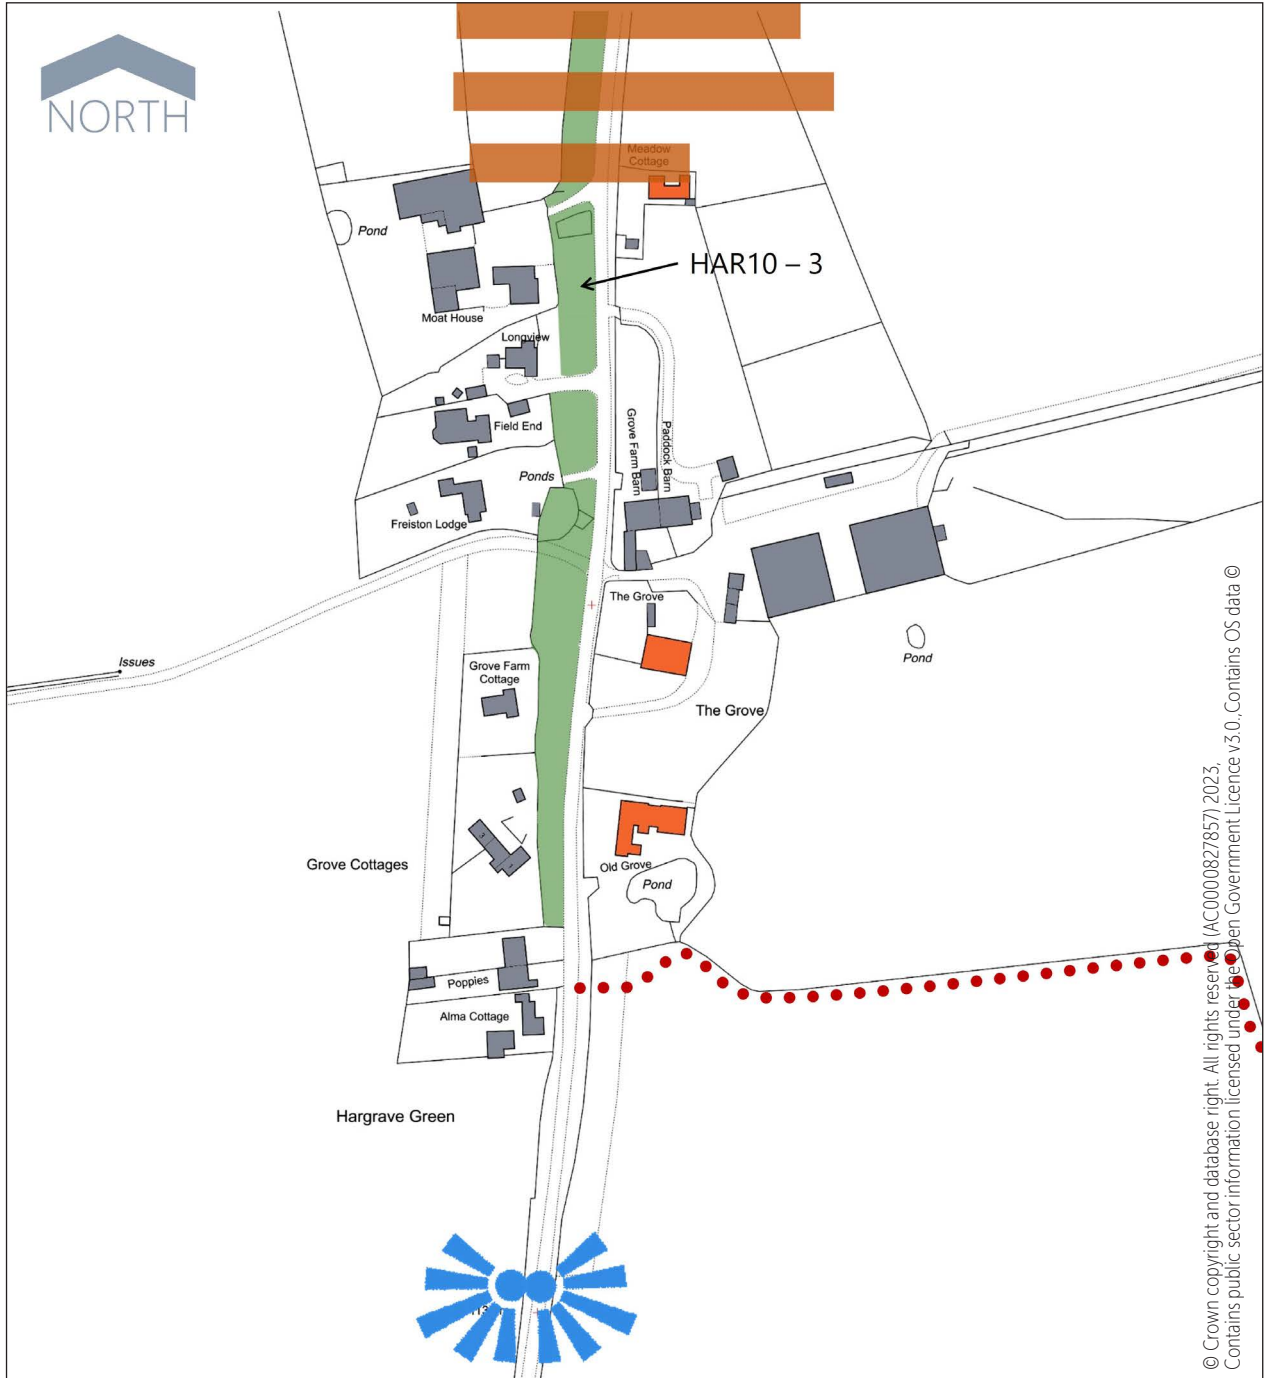 NORTH
Meadow
Cottage
Pond
HAR10 – 3
Moat House
Longview
Field End
Grove Farm Barn
Paddock Barn
Ponds
Freiston Lodge
The Grove
Issues
Grove Farm
Cottage
Pond
The Grove
3
1
Grove Cottages
Old Grove
Pond
Poppies
Alma Cottage
Hargrave Green
© Crown copyright and database right. All rights reserved (AC0000827857) 2023,
Contains public sector information licensed under the Open Government Licence v3.0.,Contains OS data ©